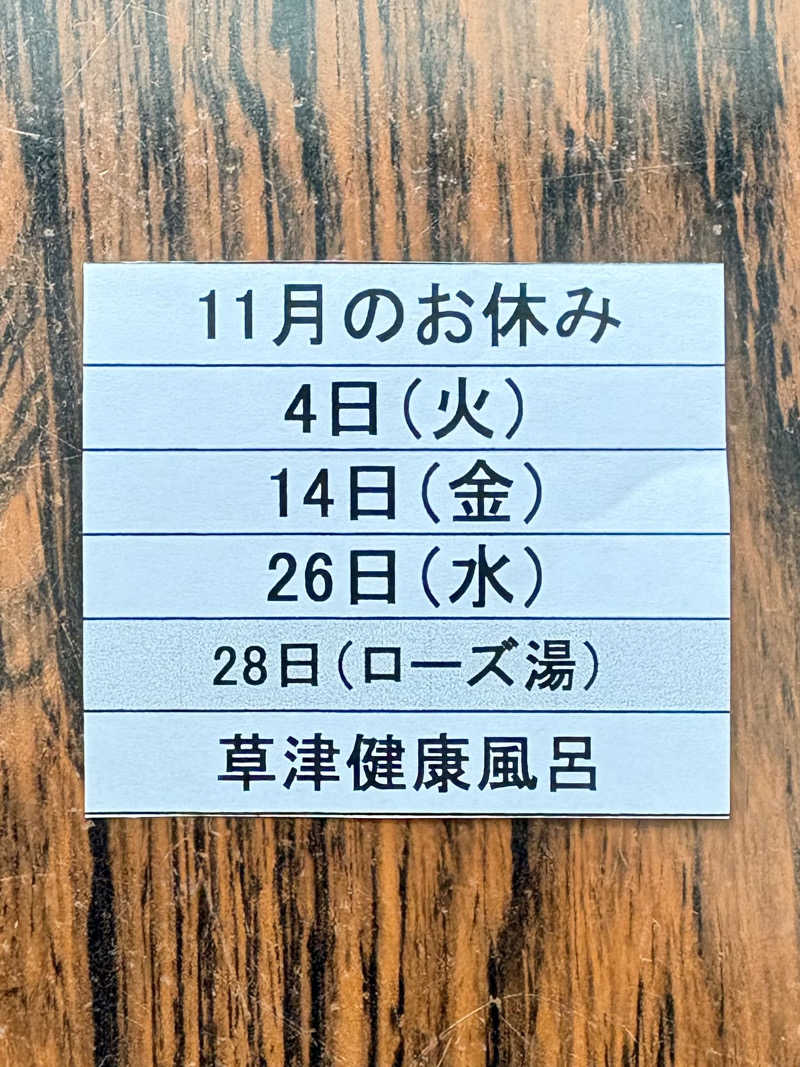 11月のお休み
4日(火)
14日(金)
26日(水)
28日(ローズ湯)
草津健康風呂